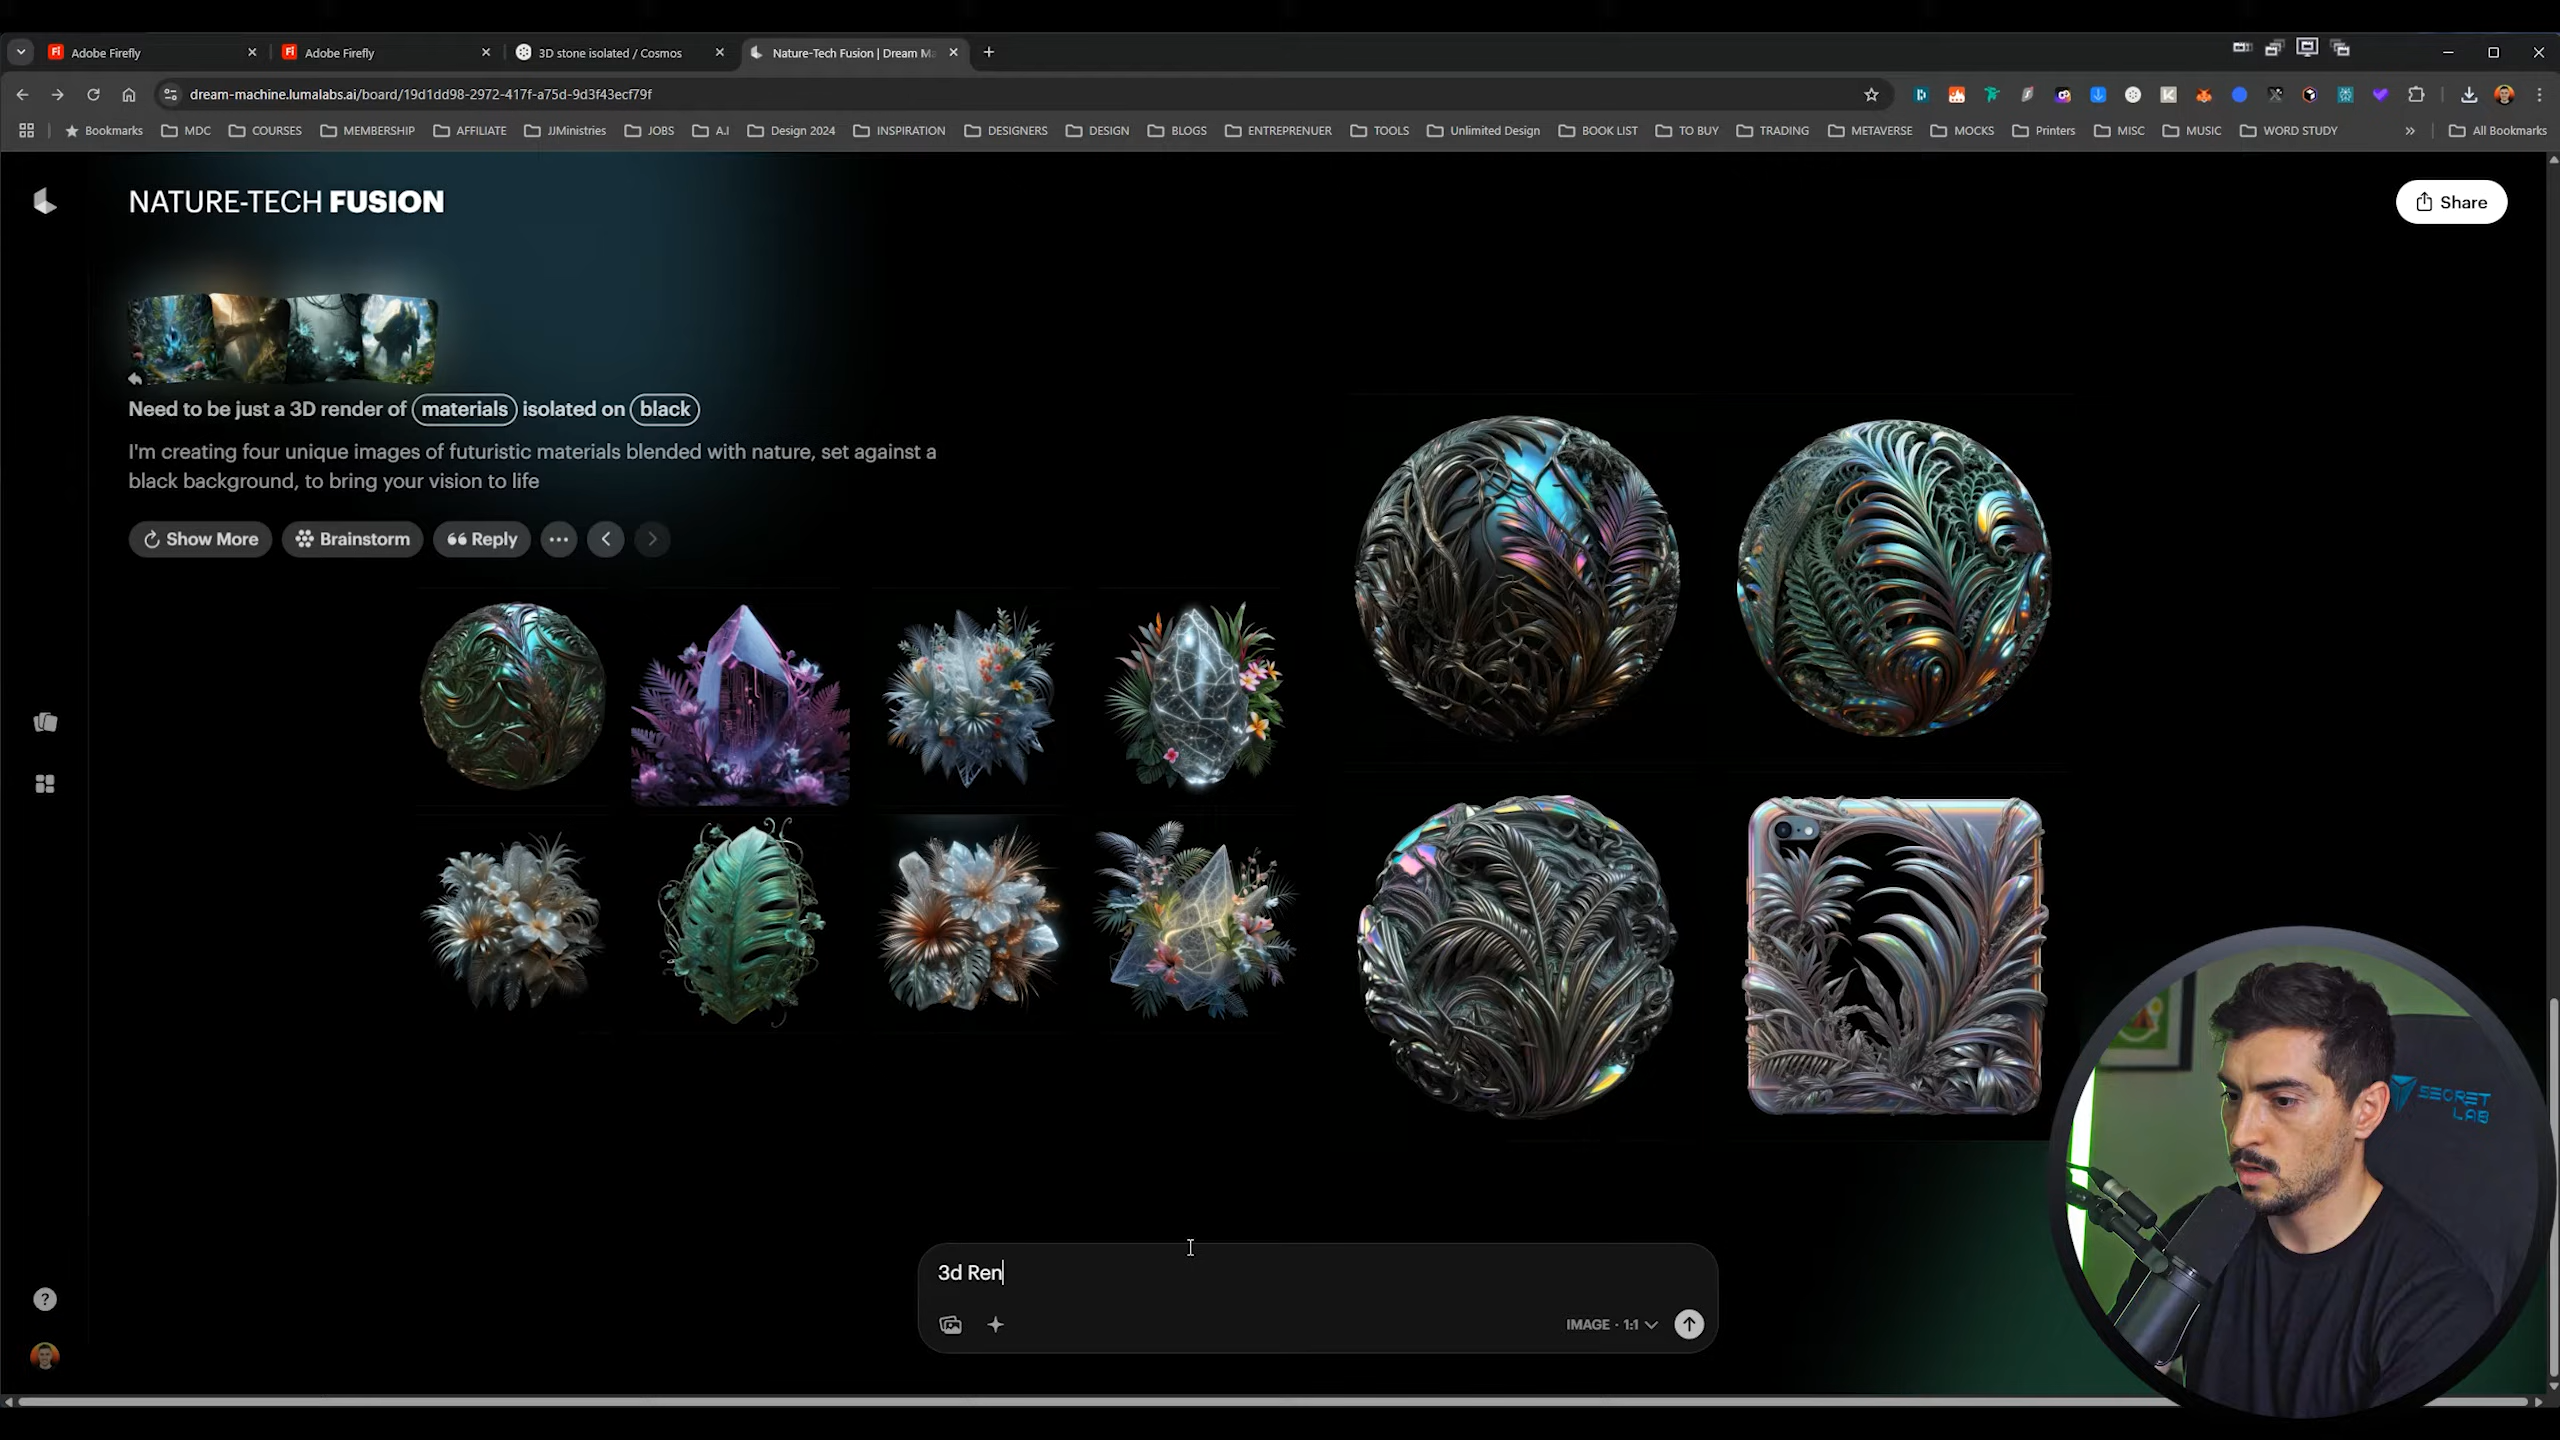 Adobe Firefly
Adobe Firefly
3D stone isolated / Cosmos
Nature-Tech Fusion | Dream Ma
dream-machine.lumalabs.ai/board/19d1dd98-2972-417f-a75d-9d3f43ecf79f
Bookmarks
MDC
COURSES
MEMBERSHIP
AFFILIATE
JJMinistries
JOBS
A.I
Design 2024
INSPIRATION
DESIGNERS
DESIGN
BLOGS
ENTREPRENUER
TOOLS
Unlimited Design
BOOK LIST
TO BUY
TRADING
METAVERSE
MOCKS
Printers
MISC
MUSIC
WORD STUDY
All Bookmarks
NATURE-TECH FUSION
Share
Need to be just a 3D render of materials isolated on black
I'm creating four unique images of futuristic materials blended with nature, set against a
black background, to bring your vision to life
Show More
Brainstorm
Reply
3d Ren
IMAGE · 1:1
SECRET
LAB